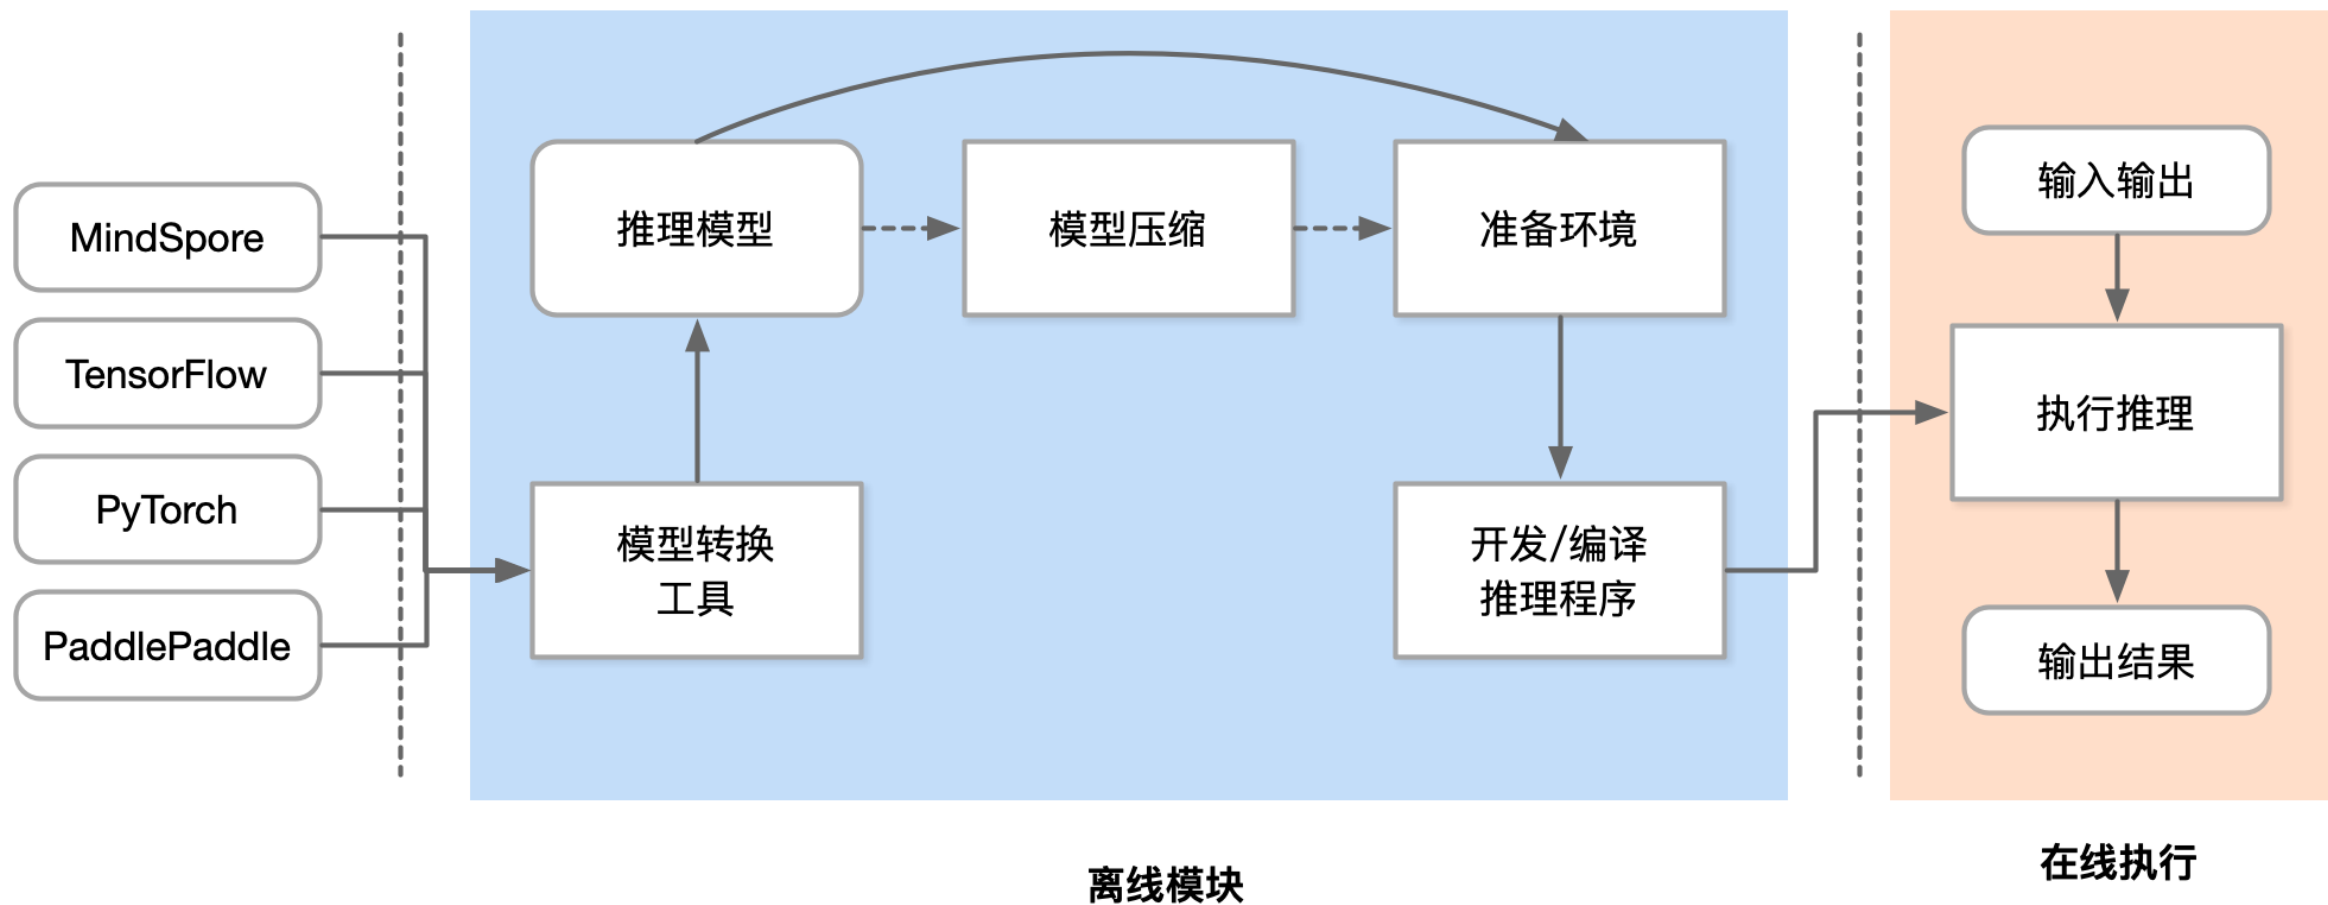 MindSpore
TensorFlow
PyTorch
PaddlePaddle
推理模型
模型压缩
准备环境
模型转换
工具
开发/编译
推理程序
输入输出
执行推理
输出结果
离线模块
在线执行